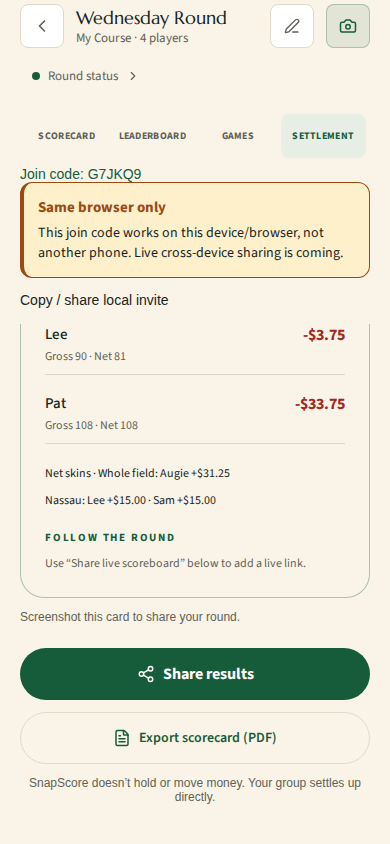 Wednesday Round
My Course · 4 players
Round status
SCORECARD LEADERBOARD GAMES SETTLEMENT
Join code: G7JKQ9
Same browser only
This join code works on this device/browser, not
another phone. Live cross-device sharing is coming.
Copy / share local invite
Lee -$3.75
Gross 90 · Net 81
Pat -$33.75
Gross 108 · Net 108
Net skins · Whole field: Augie +$31.25
Nassau: Lee +$15.00 · Sam +$15.00
FOLLOW THE ROUND
Use “Share live scoreboard” below to add a live link.
Screenshot this card to share your round.
Share results
Export scorecard (PDF)
SnapScore doesn’t hold or move money. Your group settles up
directly.